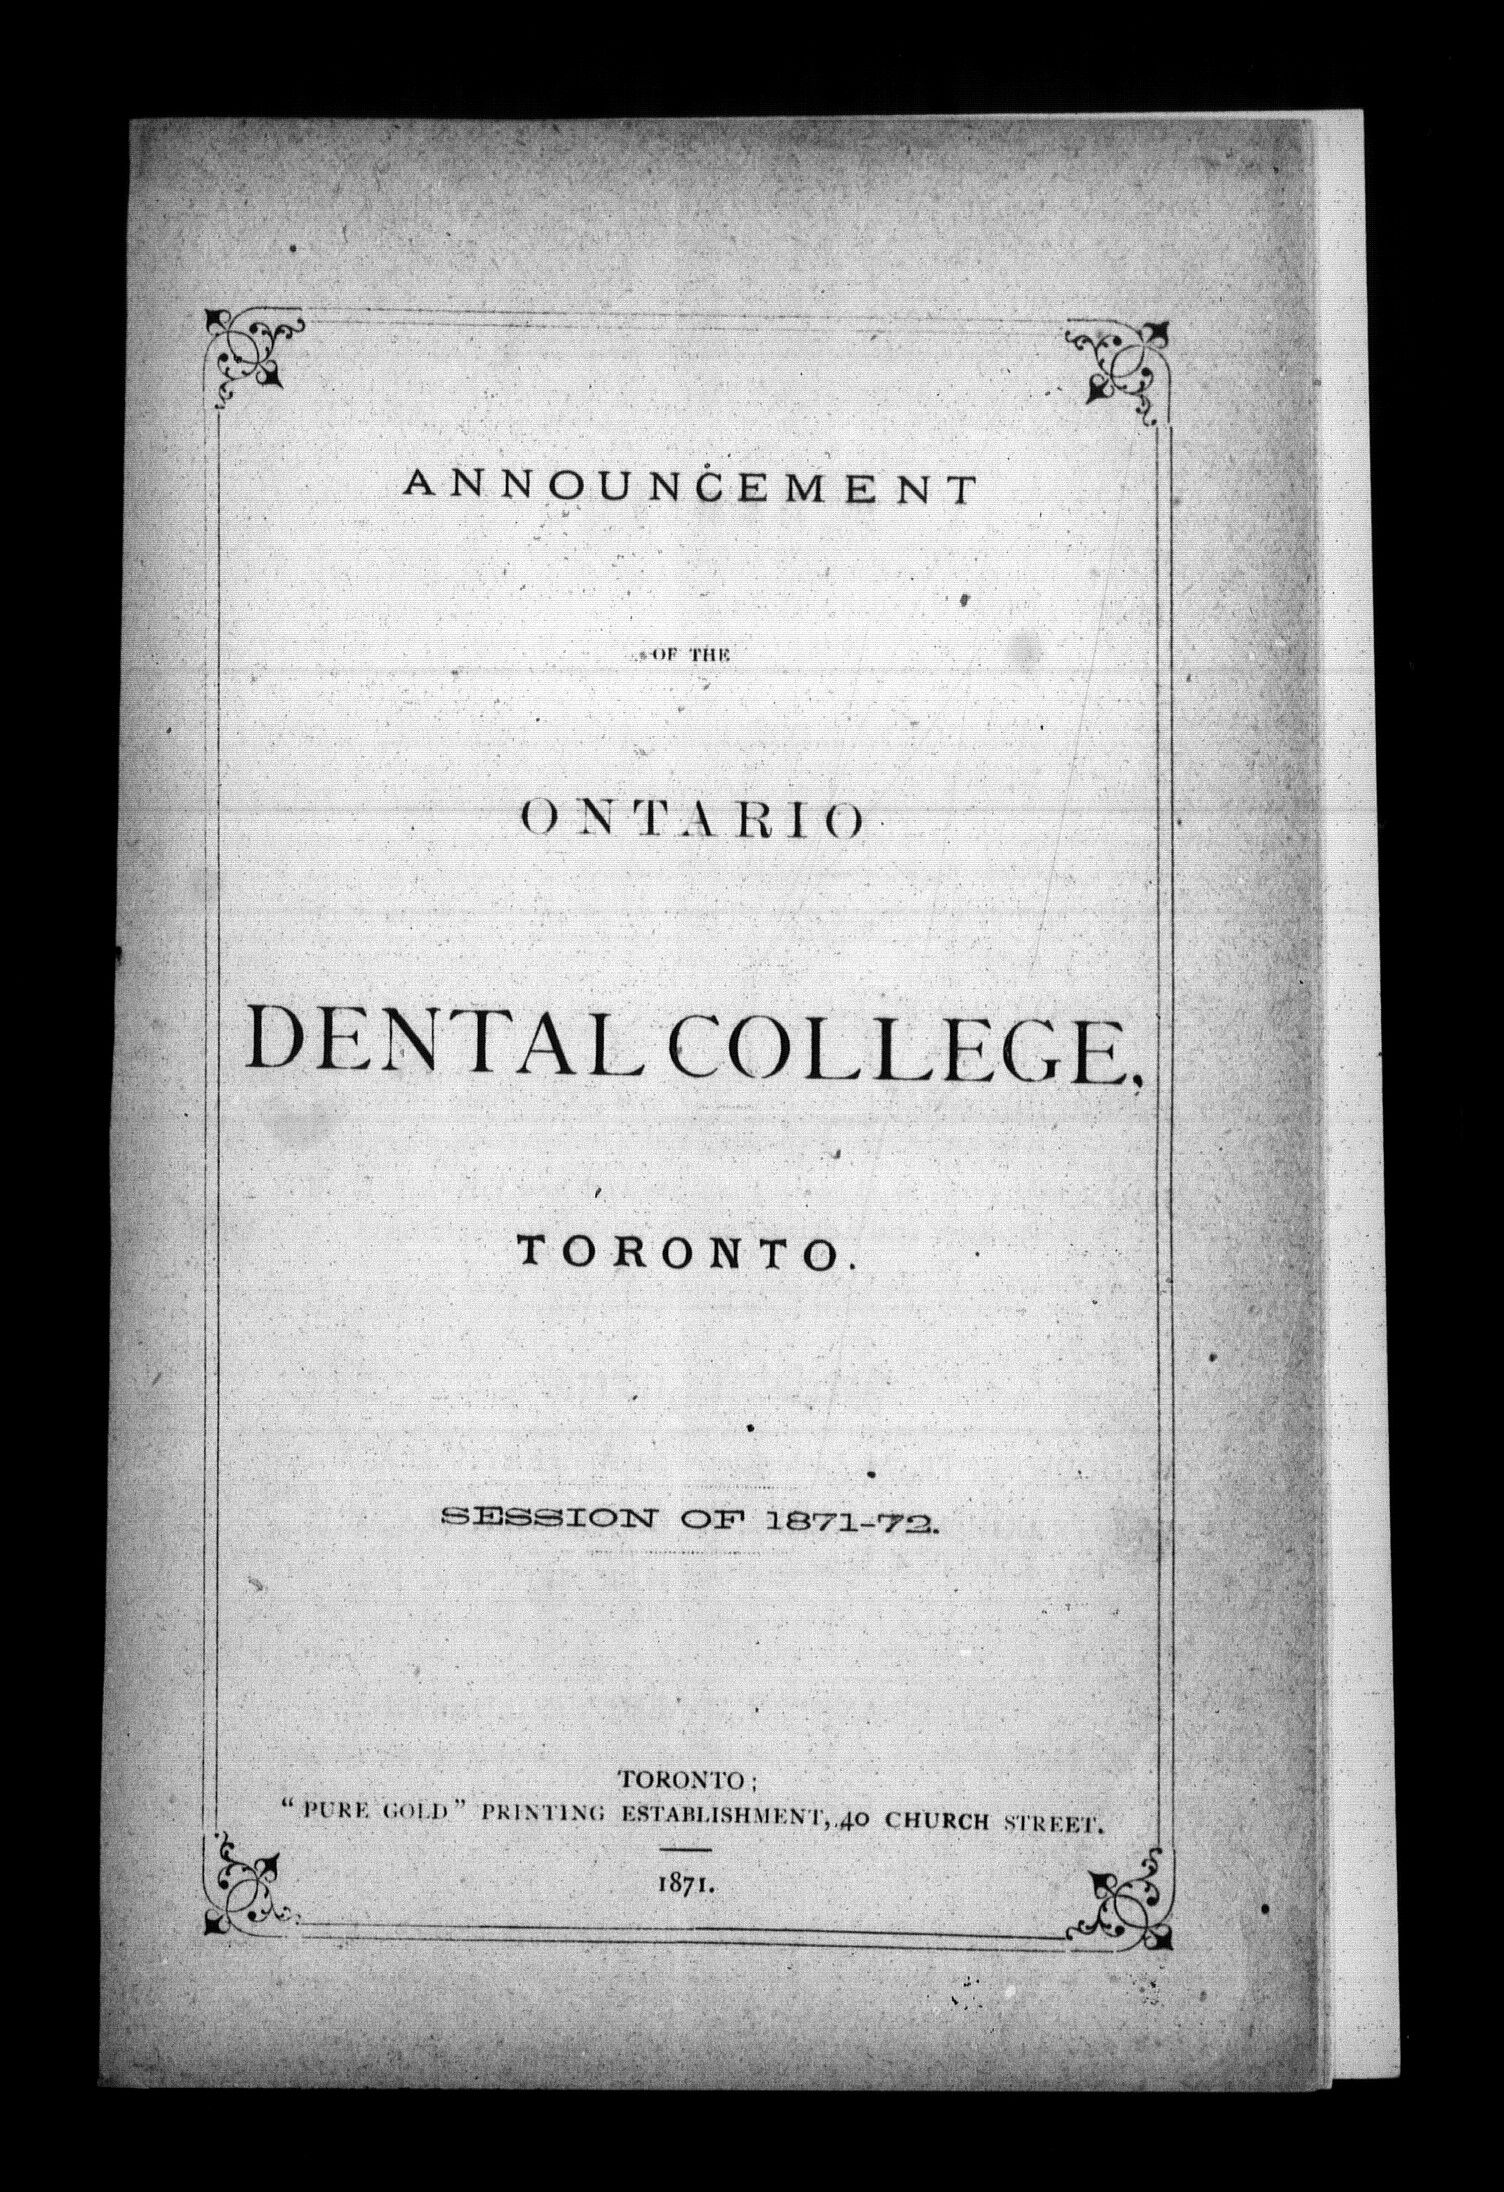 ANNOUNCEMENT
OF THE
ONTARIO
DENTAL COLLEGE,
TORONTO.
SESSION OF 1871-72.
TORONTO;
“PURE GOLD” PRINTING ESTABLISHMENT, 40 CHURCH STREET.
1871.